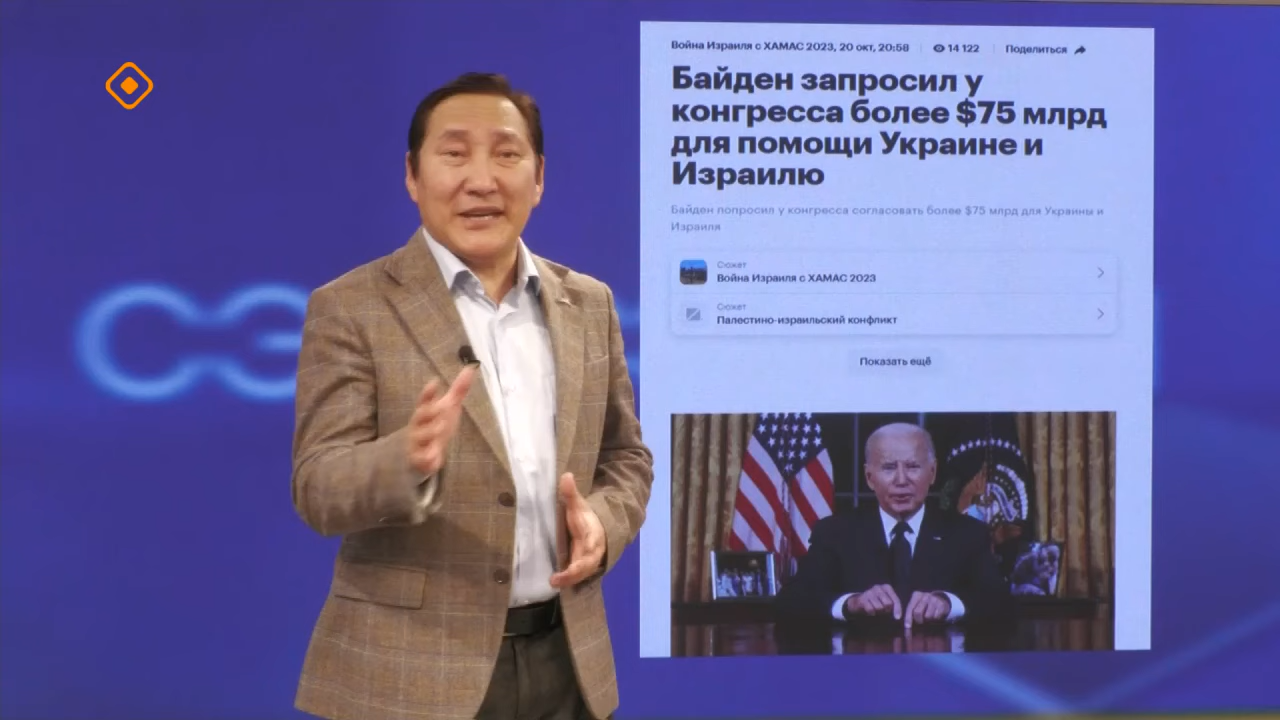 Война Израиля с ХАМАС 2023, 20 окт, 20:58 14 122 Поделиться
Байден запросил у
конгресса более $75 млрд
для помощи Украине и
Израилю
Байден попросил у конгресса согласовать более $75 млрд для Украины и
Израиля
Сюжет
Война Израиля с ХАМАС 2023
Сюжет
Палестино-израильский конфликт
Показать ещё
СЭ